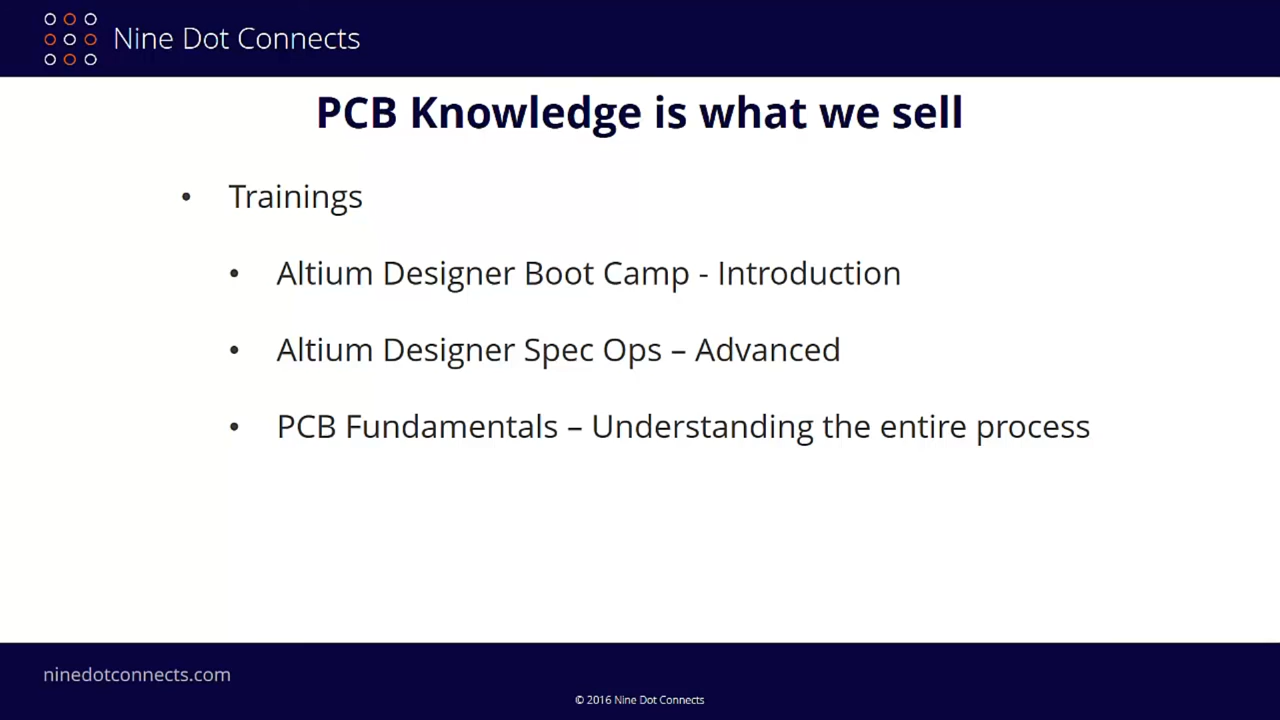 Nine Dot Connects
PCB Knowledge is what we sell
• Trainings
• Altium Designer Boot Camp - Introduction
• Altium Designer Spec Ops – Advanced
• PCB Fundamentals – Understanding the entire process
ninedotconnects.com
© 2016 Nine Dot Connects